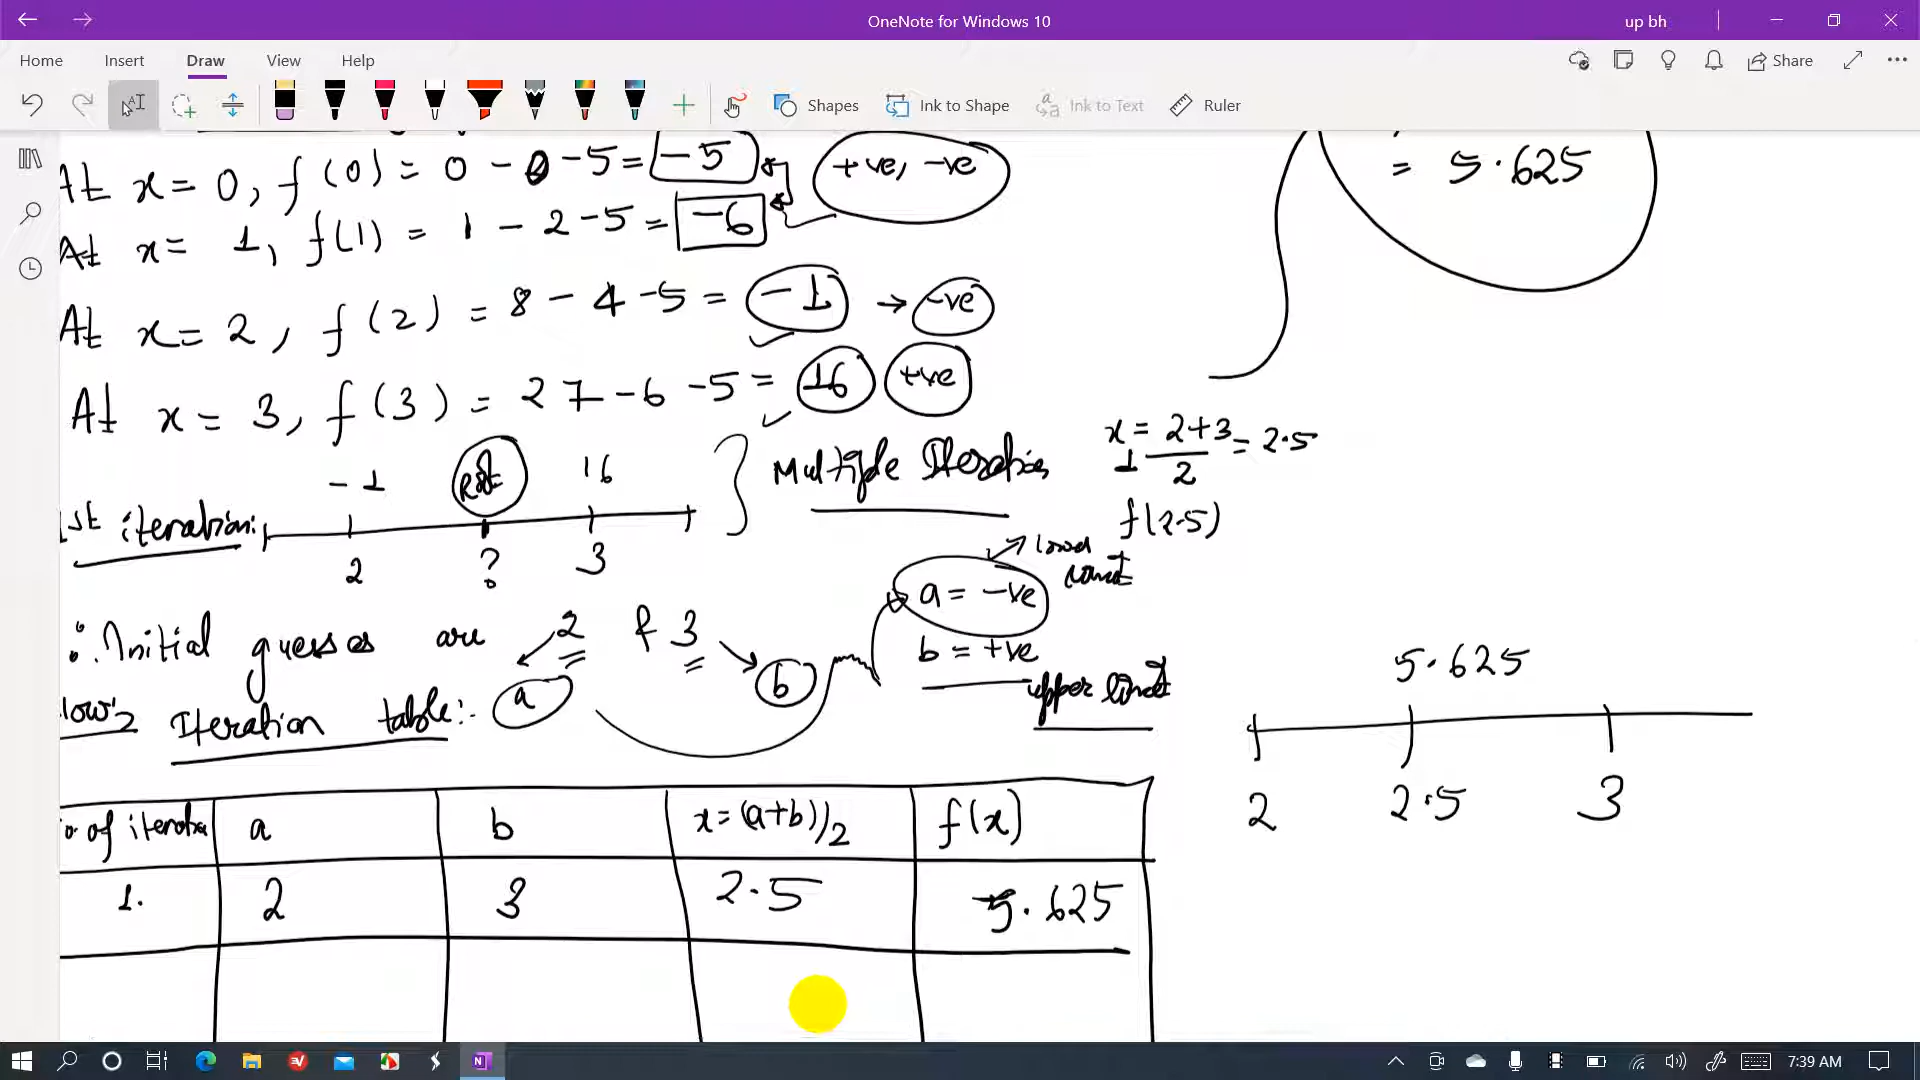 OneNote for Windows 10
up bh
Home Insert Draw View Help
Share
Shapes Ink to Shape Ink to Text Ruler
At x = 0, f(0) = 0 - 0 - 5 = -5
+ve, -ve
At x = 1, f(1) = 1 - 2 - 5 = -6
At x = 2, f(2) = 8 - 4 - 5 = -1 → -ve
At x = 3, f(3) = 27 - 6 - 5 = 16 +ve
= 5.625
-1 Root 16
1st iteration:
2 ? 3
Multiple Iteration
x1 = 2+3/2 = 2.5
f(2.5)
∴ Initial guesses are 2 & 3
a b
a = -ve
b = +ve
upper limit
Iteration table:-
5.625
2 2.5 3
o. of iteratio a b x = (a+b)/2 f(x)
1. 2 3 2.5 5.625
7:39 AM